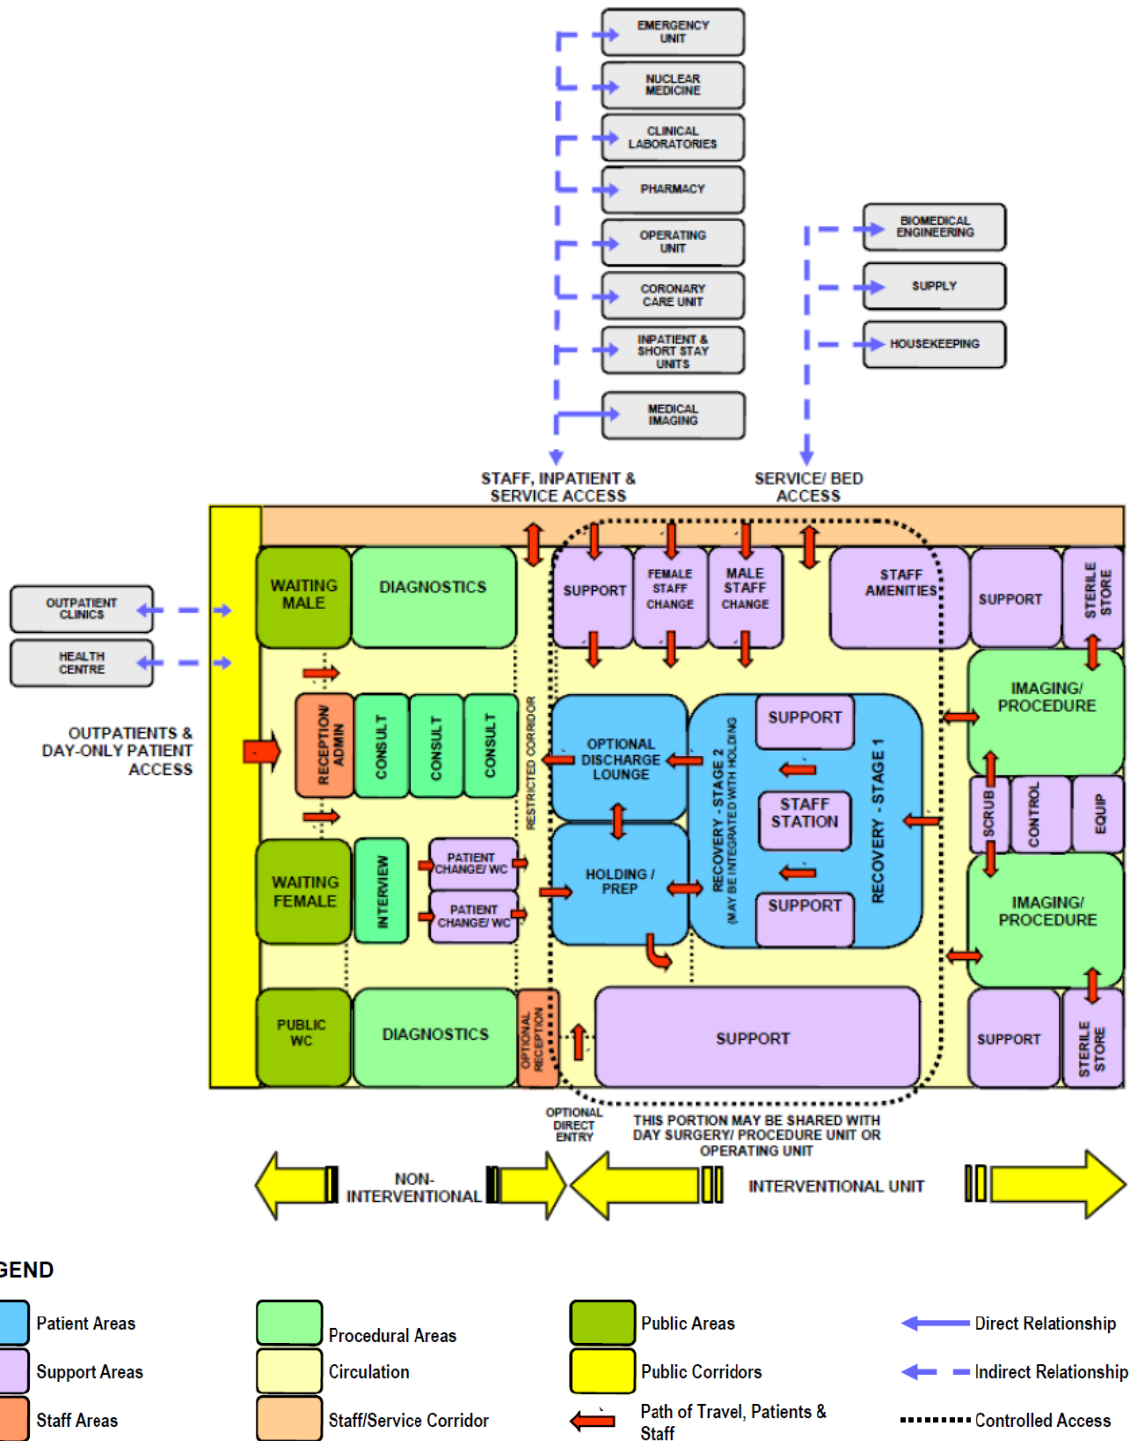 EMERGENCY
UNIT
NUCLEAR
MEDICINE
CLINICAL
LABORATORIES
PHARMACY
OPERATING
UNIT
CORONARY
CARE UNIT
INPATIENT &
SHORT STAY
UNITS
MEDICAL
IMAGING
BIOMEDICAL
ENGINEERING
SUPPLY
HOUSEKEEPING
STAFF, INPATIENT &
SERVICE ACCESS
SERVICE/ BED
ACCESS
OUTPATIENT
CLINICS
HEALTH
CENTRE
OUTPATIENTS &
DAY-ONLY PATIENT
ACCESS
WAITING
MALE
DIAGNOSTICS
SUPPORT
FEMALE
STAFF
CHANGE
MALE
STAFF
CHANGE
STAFF
AMENITIES
SUPPORT
STERILE
STORE
RECEPTION/
ADMIN
CONSULT
CONSULT
CONSULT
RESTRICTED CORRIDOR
OPTIONAL
DISCHARGE
LOUNGE
RECOVERY - STAGE 2
(MAY BE INTEGRATED WITH HOLDING
SUPPORT
STAFF
STATION
SUPPORT
RECOVERY - STAGE 1
IMAGING/
PROCEDURE
SCRUB
CONTROL
EQUIP
WAITING
FEMALE
INTERVIEW
PATIENT
CHANGE/ WC
PATIENT
CHANGE/ WC
HOLDING /
PREP
IMAGING/
PROCEDURE
PUBLIC
WC
DIAGNOSTICS
OPTIONAL
RECEPTION
SUPPORT
SUPPORT
STERILE
STORE
OPTIONAL
DIRECT
ENTRY
THIS PORTION MAY BE SHARED WITH
DAY SURGERY/ PROCEDURE UNIT OR
OPERATING UNIT
NON-
INTERVENTIONAL
INTERVENTIONAL UNIT
GEND
Patient Areas
Procedural Areas
Public Areas
Direct Relationship
Support Areas
Circulation
Public Corridors
Indirect Relationship
Staff Areas
Staff/Service Corridor
Path of Travel, Patients &
Staff
Controlled Access